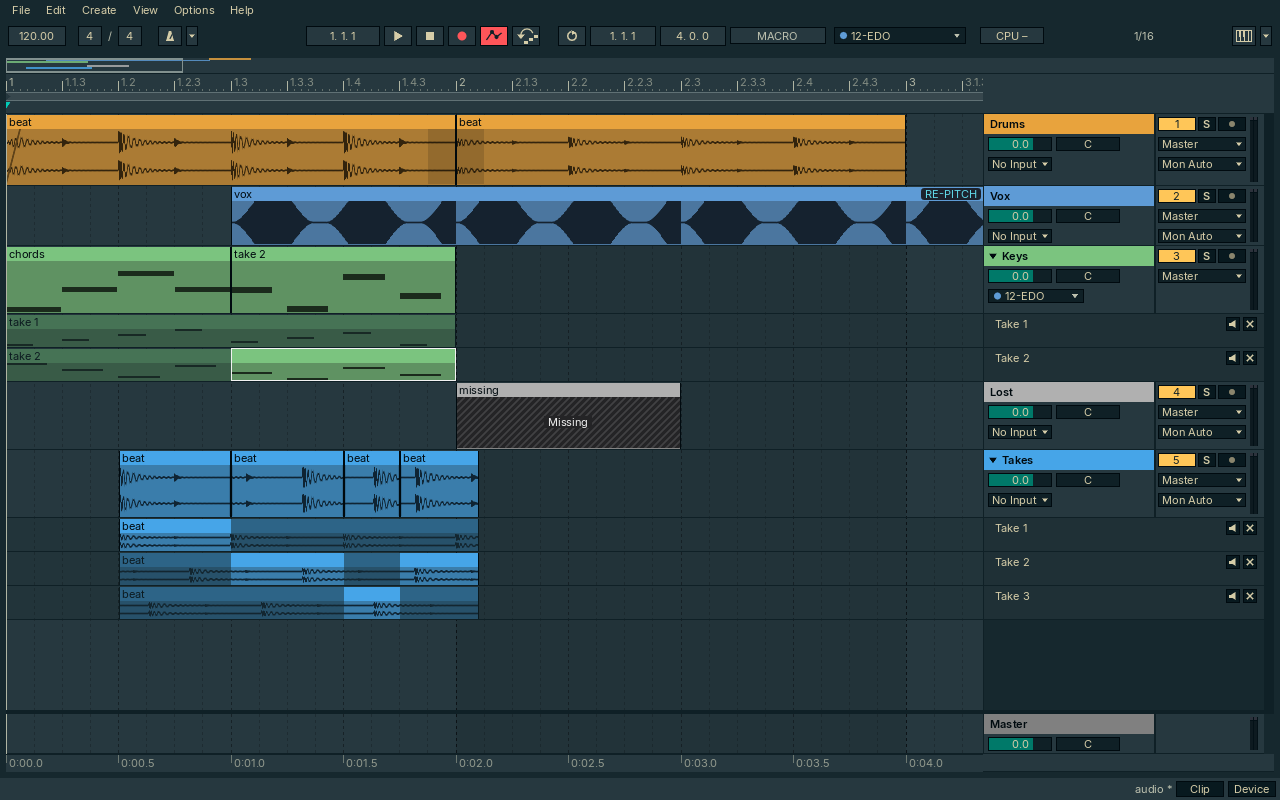 File Edit Create View Options Help
120.00 4 / 4 1. 1. 1 1. 1. 1 4. 0. 0 MACRO 12-EDO CPU – 1/16
1 1.1.3 1.2 1.2.3 1.3 1.3.3 1.4 1.4.3 2 2.1.3 2.2 2.2.3 2.3 2.3.3 2.4 2.4.3 3 3.1.
beat beat Drums 1 S
0.0 C Master
No Input Mon Auto
vox RE-PITCH Vox 2 S
0.0 C Master
No Input Mon Auto
chords take 2 Keys 3 S
0.0 C Master
12-EDO
take 1 Take 1
take 2 Take 2
missing Lost 4 S
0.0 C Master
Missing No Input Mon Auto
beat beat beat beat Takes 5 S
0.0 C Master
No Input Mon Auto
beat Take 1
beat Take 2
beat Take 3
Master
0.0 C
0:00.0 0:00.5 0:01.0 0:01.5 0:02.0 0:02.5 0:03.0 0:03.5 0:04.0
audio * Clip Device